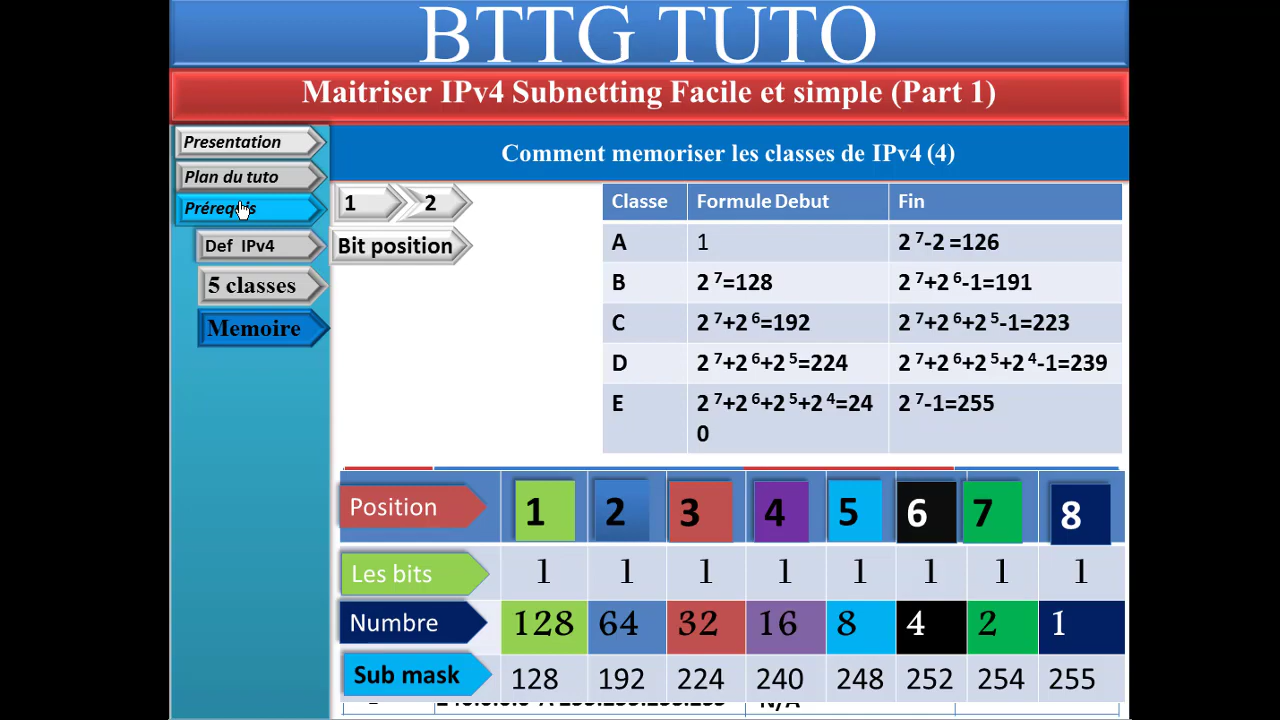 BTTG TUTO
Maitriser IPv4 Subnetting Facile et simple (Part 1)
Presentation
Plan du tuto
Prérequis
Def IPv4
5 classes
Memoire
Comment memoriser les classes de IPv4 (4)
1 2
Bit position
Classe Formule Debut Fin
A 1 2 7-2 =126
B 2 7=128 2 7+2 6-1=191
C 2 7+2 6=192 2 7+2 6+2 5-1=223
D 2 7+2 6+2 5=224 2 7+2 6+2 5+2 4-1=239
E 2 7+2 6+2 5+2 4=24 2 7-1=255
0
Position 1 2 3 4 5 6 7 8
Les bits 1 1 1 1 1 1 1 1
Numbre 128 64 32 16 8 4 2 1
Sub mask 128 192 224 240 248 252 254 255
N/A